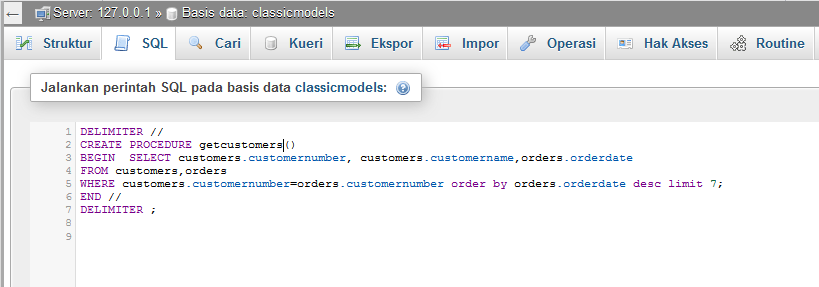 ← Server: 127.0.0.1 » Basis data: classicmodels
Struktur SQL Cari Kueri Ekspor Impor Operasi Hak Akses Routine
Jalankan perintah SQL pada basis data classicmodels: ?
1 DELIMITER //
2 CREATE PROCEDURE getcustomers()
3 BEGIN  SELECT customers.customernumber, customers.customername,orders.orderdate
4 FROM customers,orders
5 WHERE customers.customernumber=orders.customernumber order by orders.orderdate desc limit 7;
6 END //
7 DELIMITER ;
8
9